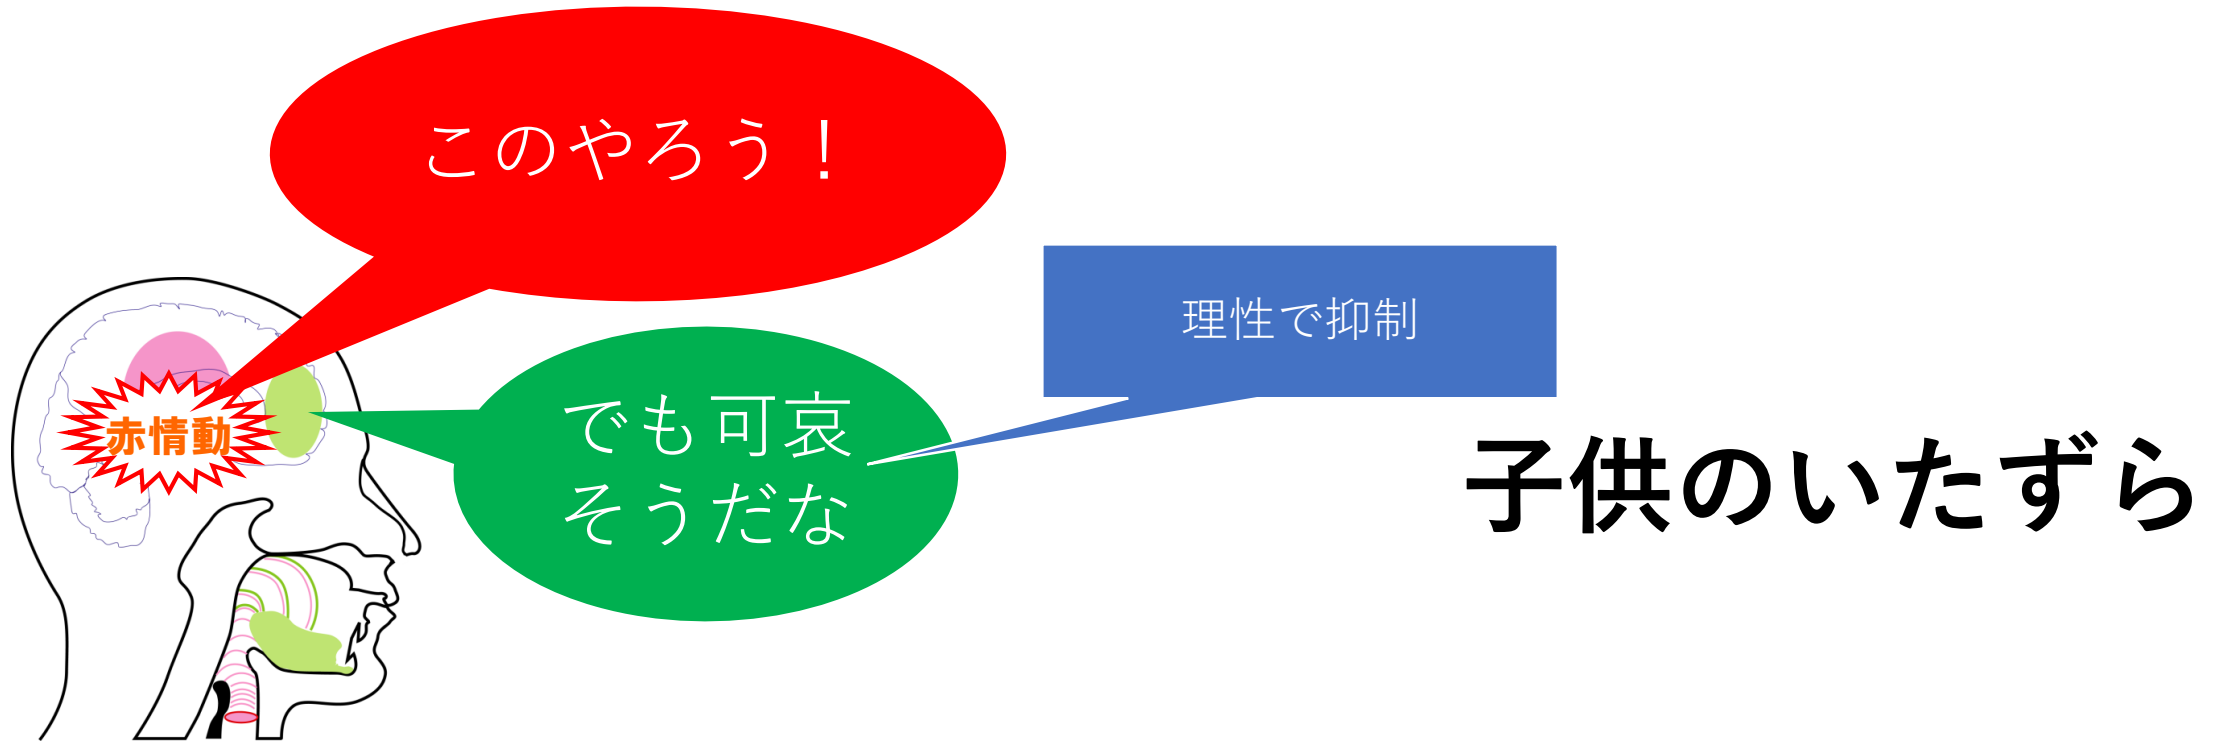 このやろう！
理性で抑制
でも可哀
そうだな
赤情動
子供のいたずら